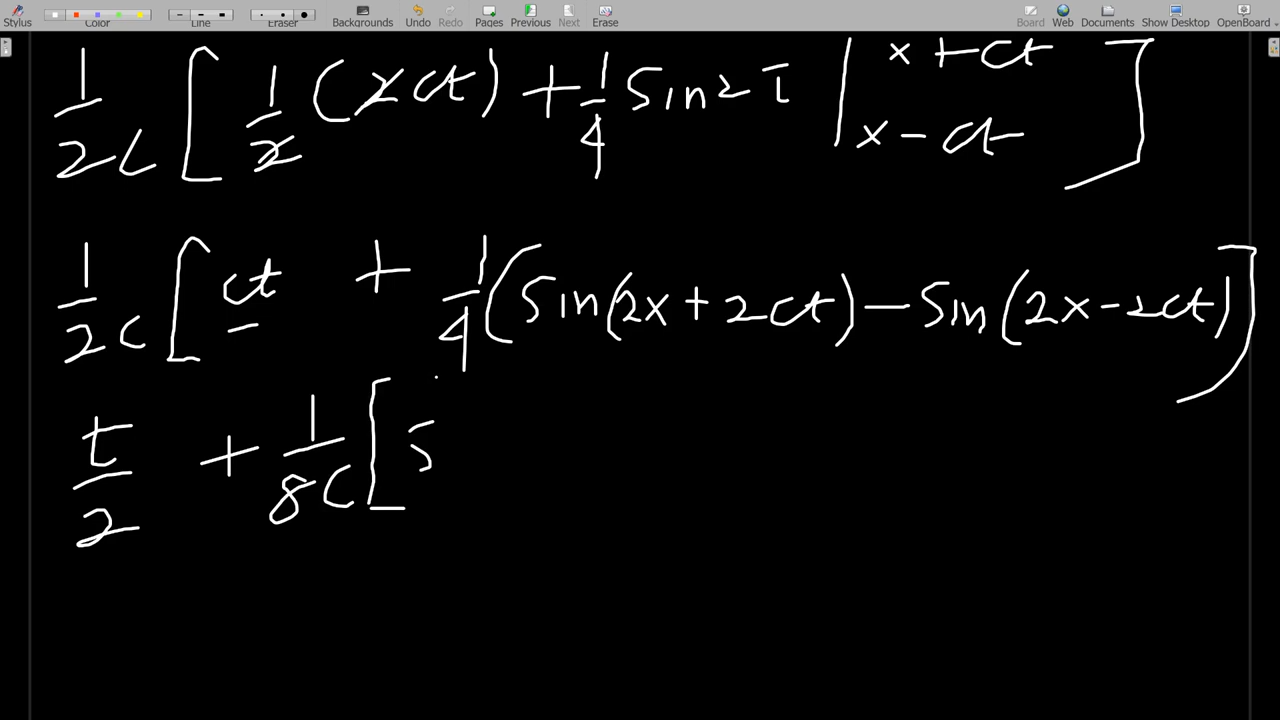 Stylus Color Line Eraser Backgrounds Undo Redo Pages Previous Next Erase Board Web Documents Show Desktop OpenBoard
1/2c [ 1/2 (2ct) + 1/4 Sin 2τ | x+ct x-ct ]
1/2c [ ct + 1/4 (Sin(2x+2ct) - Sin(2x-2ct) ]
t/2 + 1/8c [ S